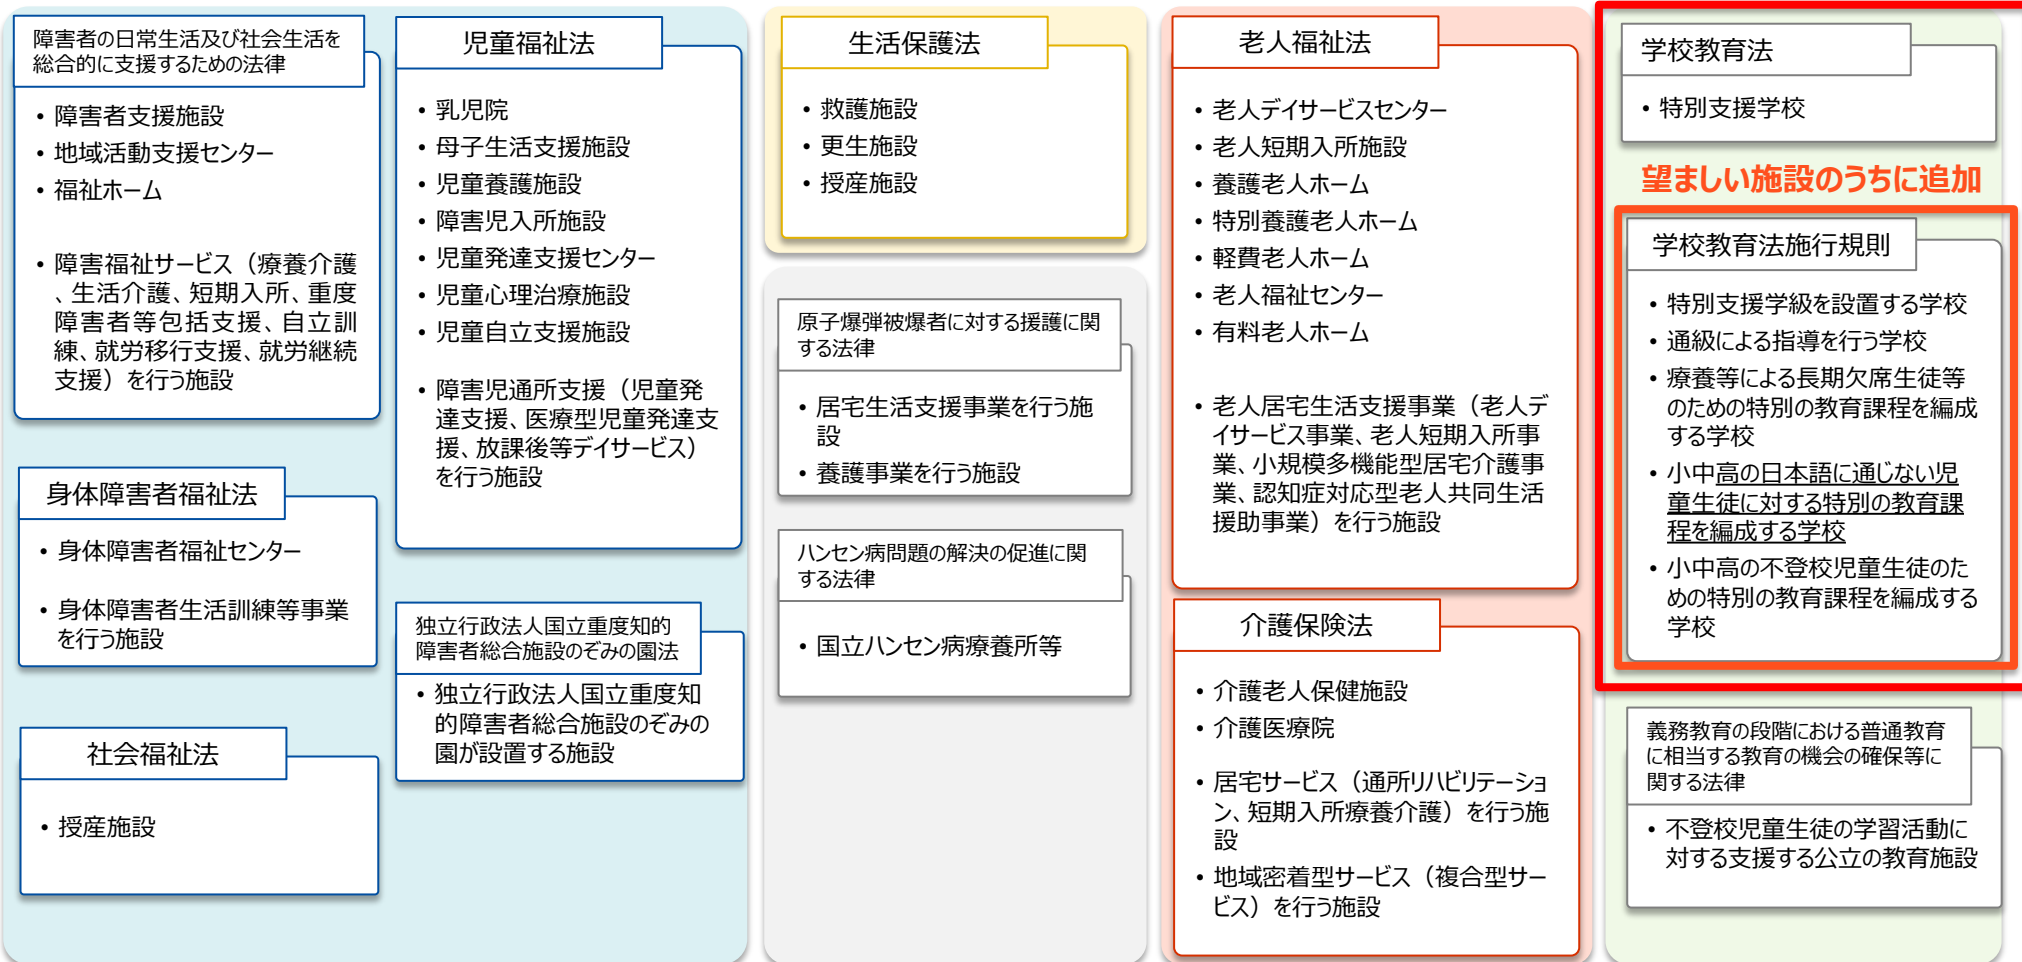 障害者の日常生活及び社会生活を
総合的に支援するための法律
• 障害者支援施設
• 地域活動支援センター
• 福祉ホーム
• 障害福祉サービス（療養介護
、生活介護、短期入所、重度
障害者等包括支援、自立訓
練、就労移行支援、就労継続
支援）を行う施設
身体障害者福祉法
• 身体障害者福祉センター
• 身体障害者生活訓練等事業
を行う施設
社会福祉法
• 授産施設
児童福祉法
• 乳児院
• 母子生活支援施設
• 児童養護施設
• 障害児入所施設
• 児童発達支援センター
• 児童心理治療施設
• 児童自立支援施設
• 障害児通所支援（児童発
達支援、医療型児童発達支
援、放課後等デイサービス）
を行う施設
独立行政法人国立重度知的
障害者総合施設のぞみの園法
• 独立行政法人国立重度知
的障害者総合施設のぞみの
園が設置する施設
生活保護法
• 救護施設
• 更生施設
• 授産施設
原子爆弾被爆者に対する援護に関
する法律
• 居宅生活支援事業を行う施
設
• 養護事業を行う施設
ハンセン病問題の解決の促進に関
する法律
• 国立ハンセン病療養所等
老人福祉法
• 老人デイサービスセンター
• 老人短期入所施設
• 養護老人ホーム
• 特別養護老人ホーム
• 軽費老人ホーム
• 老人福祉センター
• 有料老人ホーム
• 老人居宅生活支援事業（老人デ
イサービス事業、老人短期入所事
業、小規模多機能型居宅介護事
業、認知症対応型老人共同生活
援助事業）を行う施設
介護保険法
• 介護老人保健施設
• 介護医療院
• 居宅サービス（通所リハビリテーショ
ン、短期入所療養介護）を行う施
設
• 地域密着型サービス（複合型サー
ビス）を行う施設
学校教育法
• 特別支援学校
望ましい施設のうちに追加
学校教育法施行規則
• 特別支援学級を設置する学校
• 通級による指導を行う学校
• 療養等による長期欠席生徒等
のための特別の教育課程を編成
する学校
• 小中高の日本語に通じない児
童生徒に対する特別の教育課
程を編成する学校
• 小中高の不登校児童生徒のた
めの特別の教育課程を編成する
学校
義務教育の段階における普通教育
に相当する教育の機会の確保等に
関する法律
• 不登校児童生徒の学習活動に
対する支援する公立の教育施設